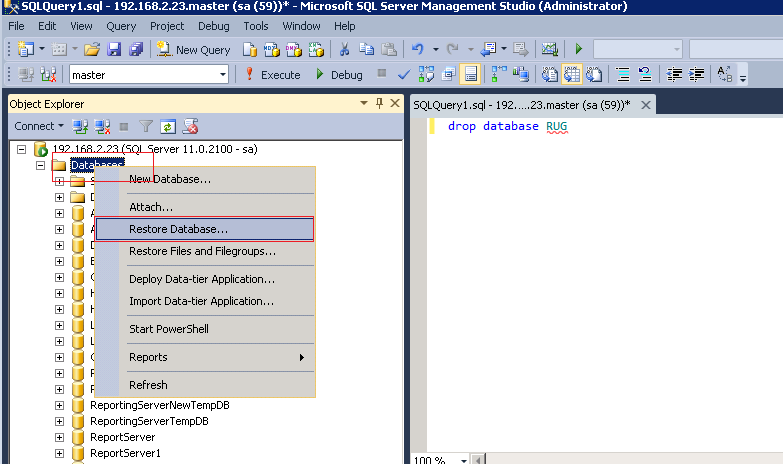 SQLQuery1.sql - 192.168.2.23.master (sa (59))* - Microsoft SQL Server Management Studio (Administrator)
File Edit View Query Project Debug Tools Window Help
New Query
master
Execute Debug
Object Explorer
Connect
192.168.2.23 (SQL Server 11.0.2100 - sa)
Databases
New Database...
Attach...
Restore Database...
Restore Files and Filegroups...
Deploy Data-tier Application...
Import Data-tier Application...
Start PowerShell
Reports
Refresh
ReportingServerNewTempDB
ReportingServerTempDB
ReportServer
ReportServer1
SQLQuery1.sql - 192.....23.master (sa (59))*
drop database RUG
100 %